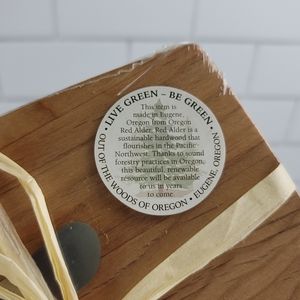 LIVE GREEN – BE GREEN •
This item is
made in Eugene,
Oregon from Oregon
Red Alder. Red Alder is a
sustainable hardwood that
flourishes in the Pacific
Northwest. Thanks to sound
forestry practices in Oregon,
this beautiful, renewable
resource will be available
to us in years
to come
OUT OF THE WOODS OF OREGON • EUGENE, OREGON •